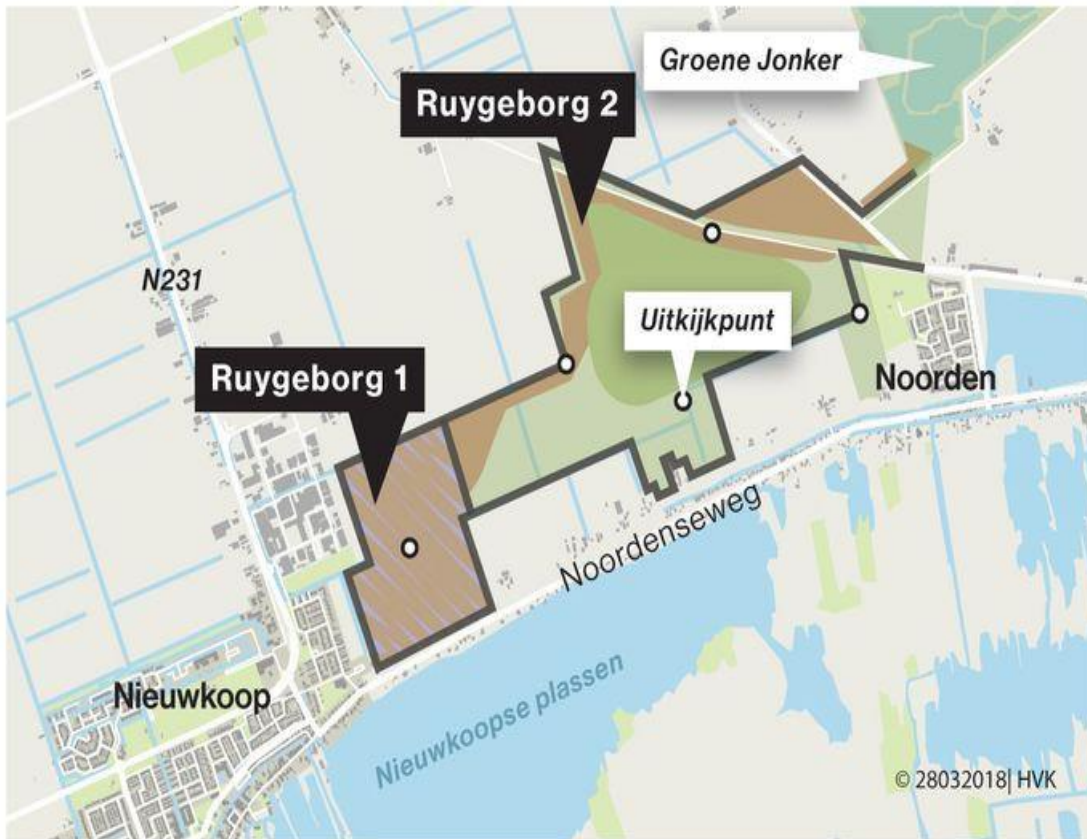 Groene Jonker
Ruygeborg 2
N231
Uitkijkpunt
Ruygeborg 1
Noorden
Noordenseweg
Nieuwkoop
Nieuwkoopse plassen
© 28032018| HVK